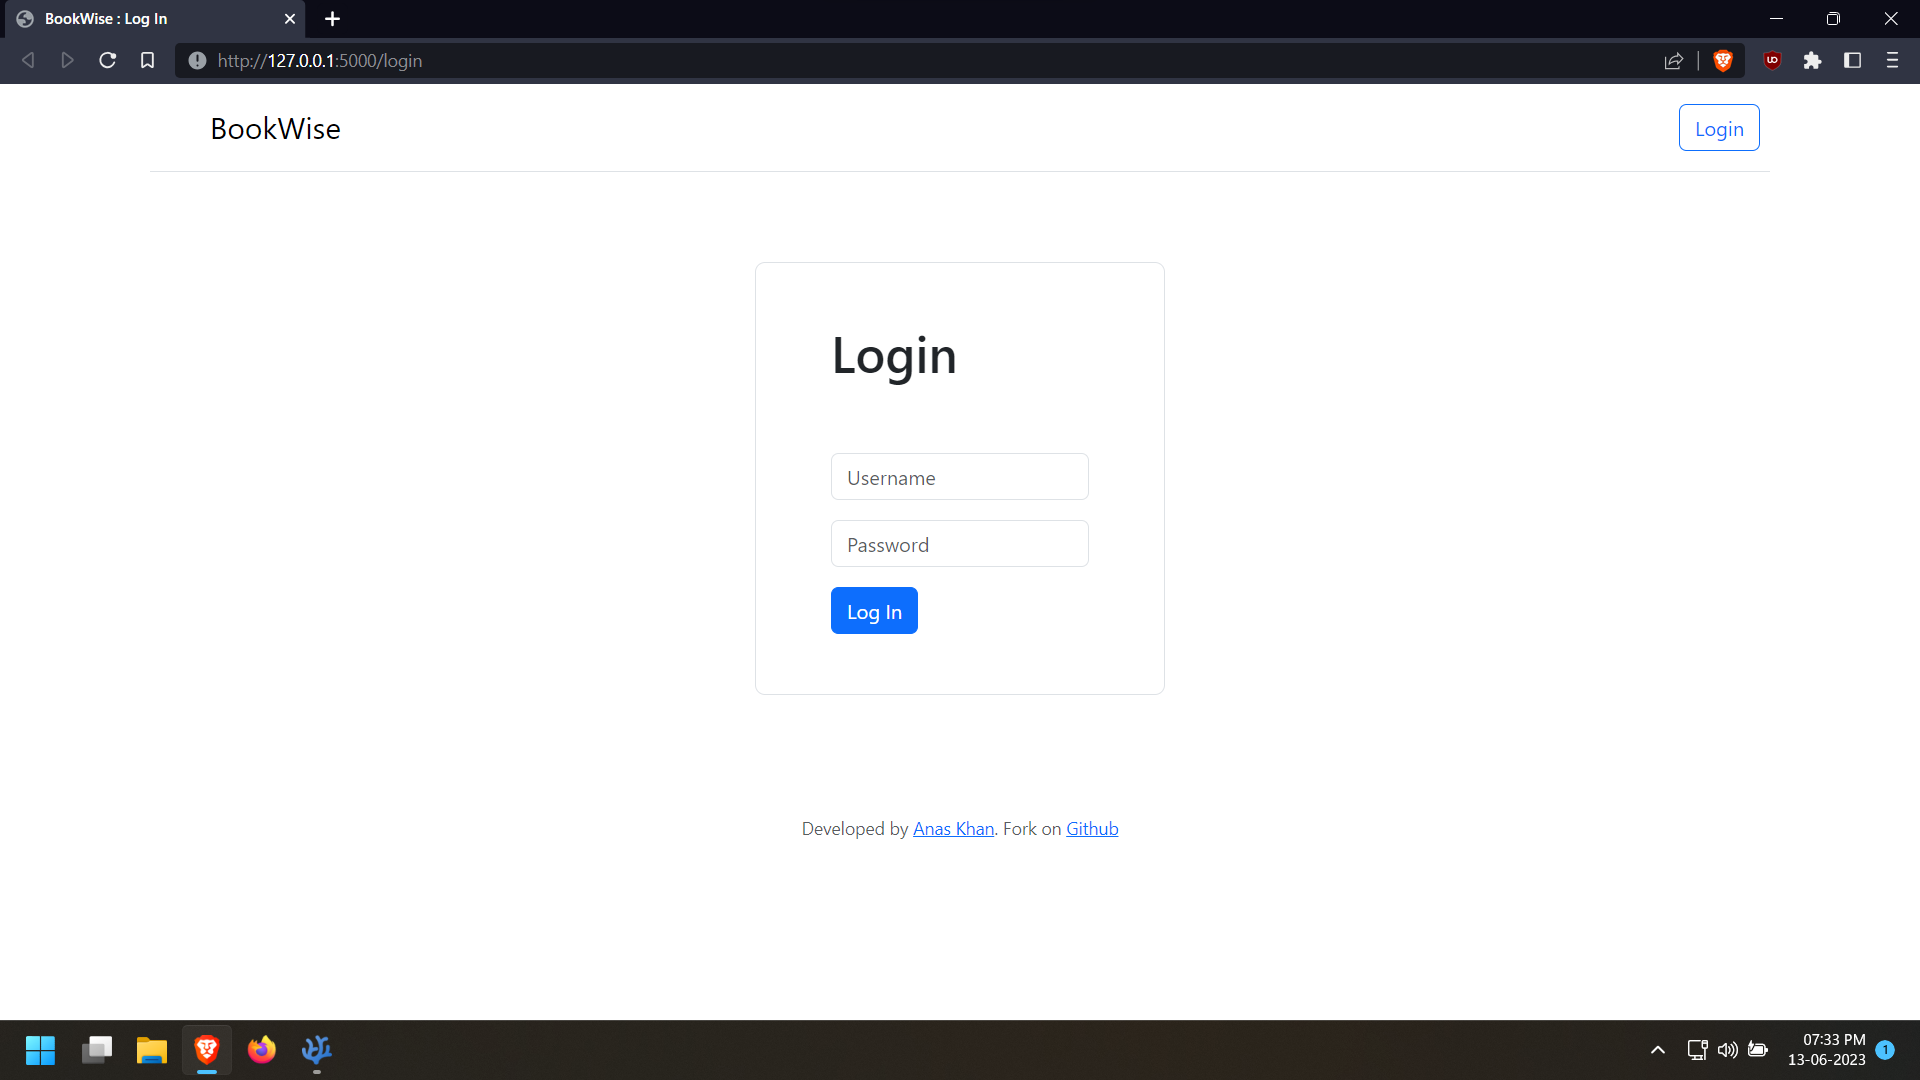 BookWise : Log In
http://127.0.0.1:5000/login
BookWise
Login
Login
Username
Password
Log In
Developed by Anas Khan. Fork on Github
07:33 PM
13-06-2023
1